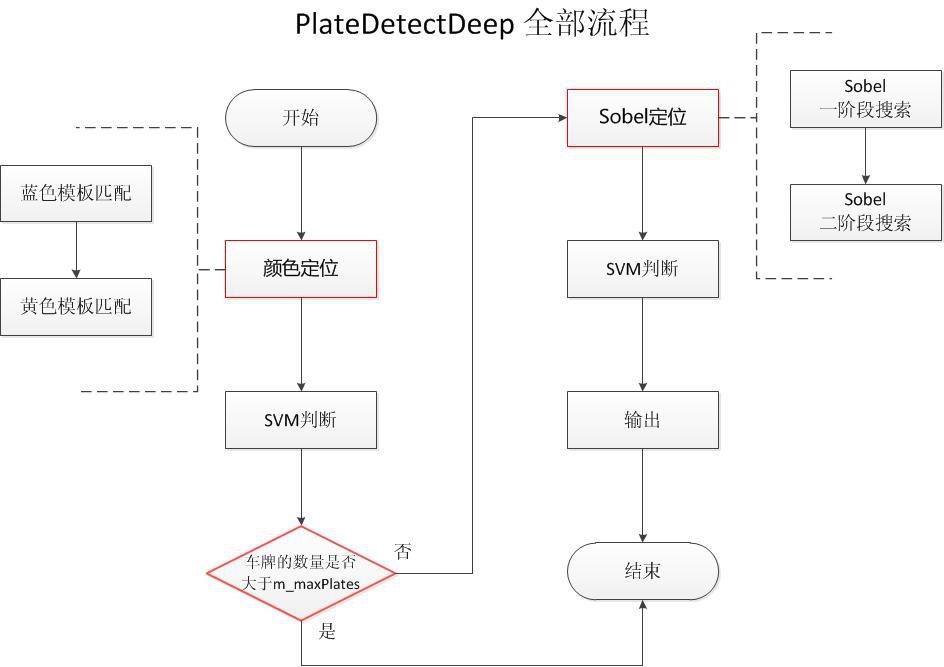 PlateDetectDeep 全部流程
开始
蓝色模板匹配
黄色模板匹配
颜色定位
SVM判断
车牌的数量是否
大于m_maxPlates
否
是
Sobel定位
Sobel
一阶段搜索
Sobel
二阶段搜索
SVM判断
输出
结束